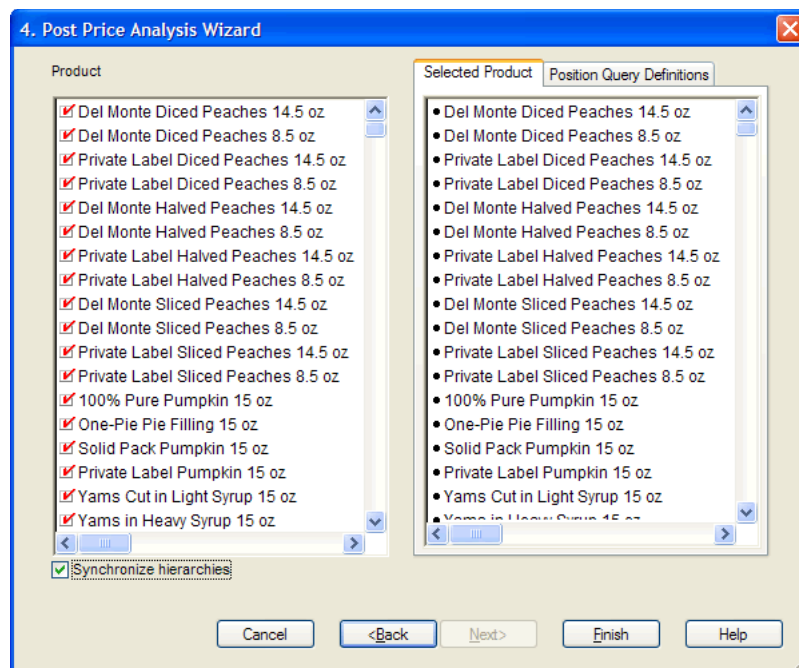 4. Post Price Analysis Wizard
Product
Del Monte Diced Peaches 14.5 oz
Del Monte Diced Peaches 8.5 oz
Private Label Diced Peaches 14.5 oz
Private Label Diced Peaches 8.5 oz
Del Monte Halved Peaches 14.5 oz
Del Monte Halved Peaches 8.5 oz
Private Label Halved Peaches 14.5 oz
Private Label Halved Peaches 8.5 oz
Del Monte Sliced Peaches 14.5 oz
Del Monte Sliced Peaches 8.5 oz
Private Label Sliced Peaches 14.5 oz
Private Label Sliced Peaches 8.5 oz
100% Pure Pumpkin 15 oz
One-Pie Pie Filling 15 oz
Solid Pack Pumpkin 15 oz
Private Label Pumpkin 15 oz
Yams Cut in Light Syrup 15 oz
Yams in Heavy Syrup 15 oz
Synchronize hierarchies
Selected Product
Position Query Definitions
Del Monte Diced Peaches 14.5 oz
Del Monte Diced Peaches 8.5 oz
Private Label Diced Peaches 14.5 oz
Private Label Diced Peaches 8.5 oz
Del Monte Halved Peaches 14.5 oz
Del Monte Halved Peaches 8.5 oz
Private Label Halved Peaches 14.5 oz
Private Label Halved Peaches 8.5 oz
Del Monte Sliced Peaches 14.5 oz
Del Monte Sliced Peaches 8.5 oz
Private Label Sliced Peaches 14.5 oz
Private Label Sliced Peaches 8.5 oz
100% Pure Pumpkin 15 oz
One-Pie Pie Filling 15 oz
Solid Pack Pumpkin 15 oz
Private Label Pumpkin 15 oz
Yams Cut in Light Syrup 15 oz
Yams in Heavy Syrup 15 oz
Cancel
<Back
Next>
Finish
Help